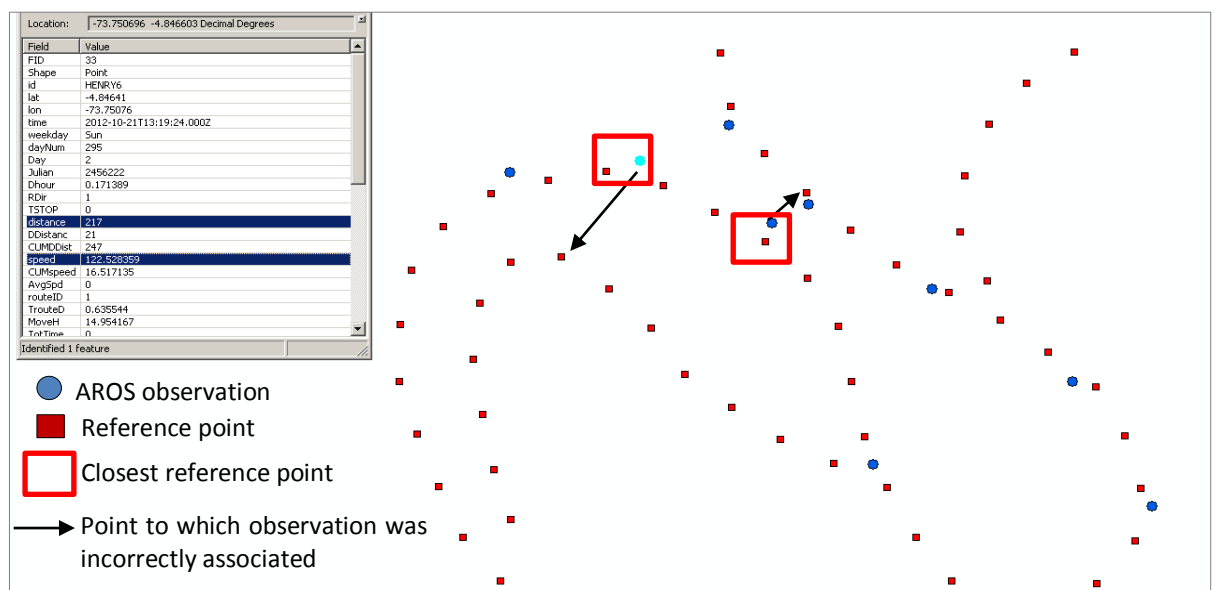 Location: -73.750696 -4.846603 Decimal Degrees
Field Value
FID 33
Shape Point
id HENRY6
lat -4.84641
lon -73.75076
time 2012-10-21T13:19:24.000Z
weekday Sun
dayNum 295
Day 2
Julian 2456222
Dhour 0.171389
RDir 1
TSTOP 0
distance 217
DDistanc 21
CUMDDist 247
speed 122.528359
CUMspeed 16.517135
AvgSpd 0
routeID 1
TrouteD 0.635544
MoveH 14.954167
TotTime 0
Identified 1 feature
AROS observation
Reference point
Closest reference point
Point to which observation was
incorrectly associated